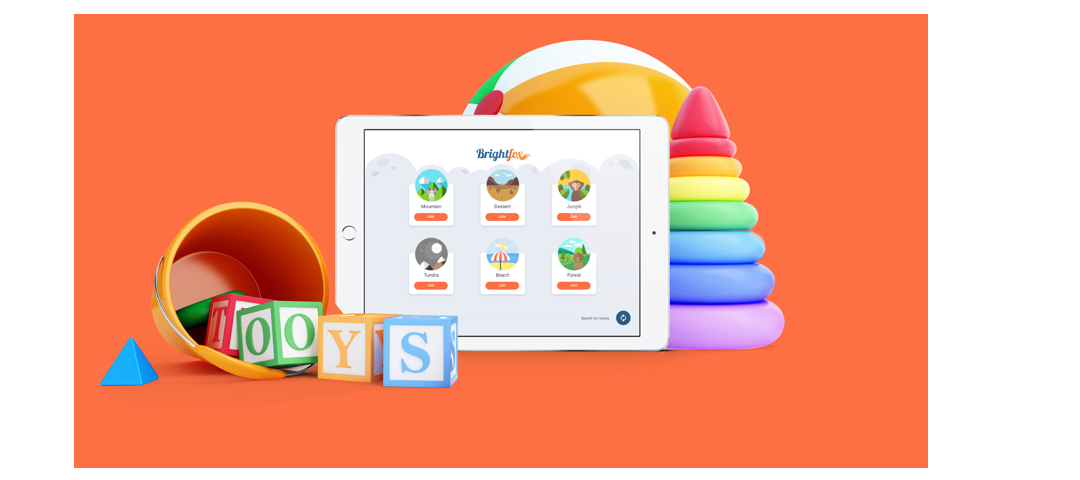 Brightfox
Mountain
Dessert
Jungle
Join
Join
Join
Tundra
Beach
Forest
Join
Join
Join
Search for rooms
T O O Y S